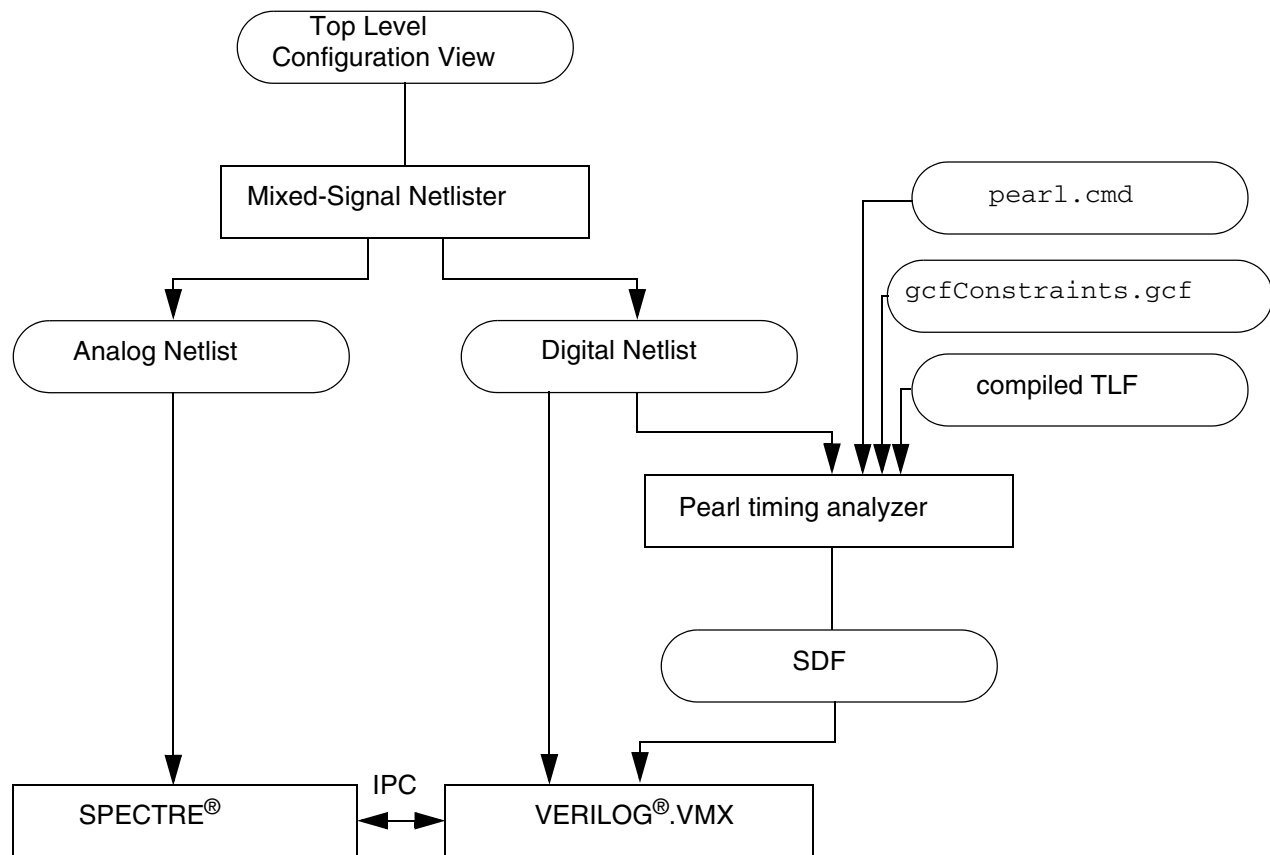 Top Level
Configuration View
Mixed-Signal Netlister
pearl.cmd
gcfConstraints.gcf
Analog Netlist
Digital Netlist
compiled TLF
Pearl timing analyzer
SDF
IPC
SPECTRE®
VERILOG®.VMX